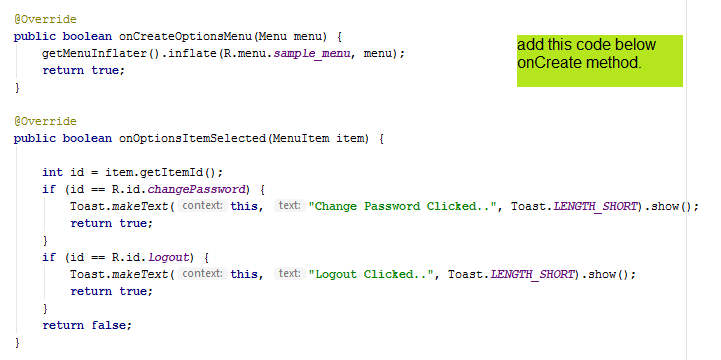 @Override
public boolean onCreateOptionsMenu(Menu menu) {
getMenuInflater().inflate(R.menu.sample_menu, menu);
return true;
}
add this code below
onCreate method.
@Override
public boolean onOptionsItemSelected(MenuItem item) {
int id = item.getItemId();
if (id == R.id.changePassword) {
Toast.makeText( context: this, text: "Change Password Clicked..", Toast.LENGTH_SHORT).show();
return true;
}
if (id == R.id.Logout) {
Toast.makeText( context: this, text: "Logout Clicked..", Toast.LENGTH_SHORT).show();
return true;
}
return false;
}